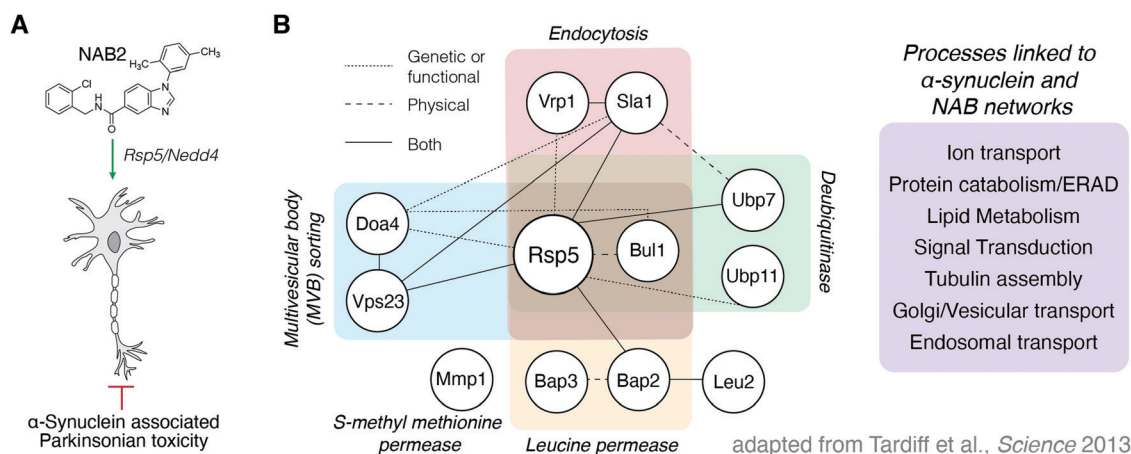 A
NAB2
H₃C
CH₃
Cl
NH
O
N
N
Rsp5/Nedd4
α-Synuclein associated
Parkinsonian toxicity
B
Genetic or
functional
Physical
Both
Endocytosis
Vrp1
Sla1
Multivesicular body
(MVB) sorting
Doa4
Vps23
Rsp5
Bul1
Ubp7
Ubp11
Deubiquitinase
Mmp1
Bap3
Bap2
Leu2
S-methyl methionine
permease
Leucine permease
Processes linked to
α-synuclein and
NAB networks
Ion transport
Protein catabolism/ERAD
Lipid Metabolism
Signal Transduction
Tubulin assembly
Golgi/Vesicular transport
Endosomal transport
adapted from Tardiff et al., Science 2013